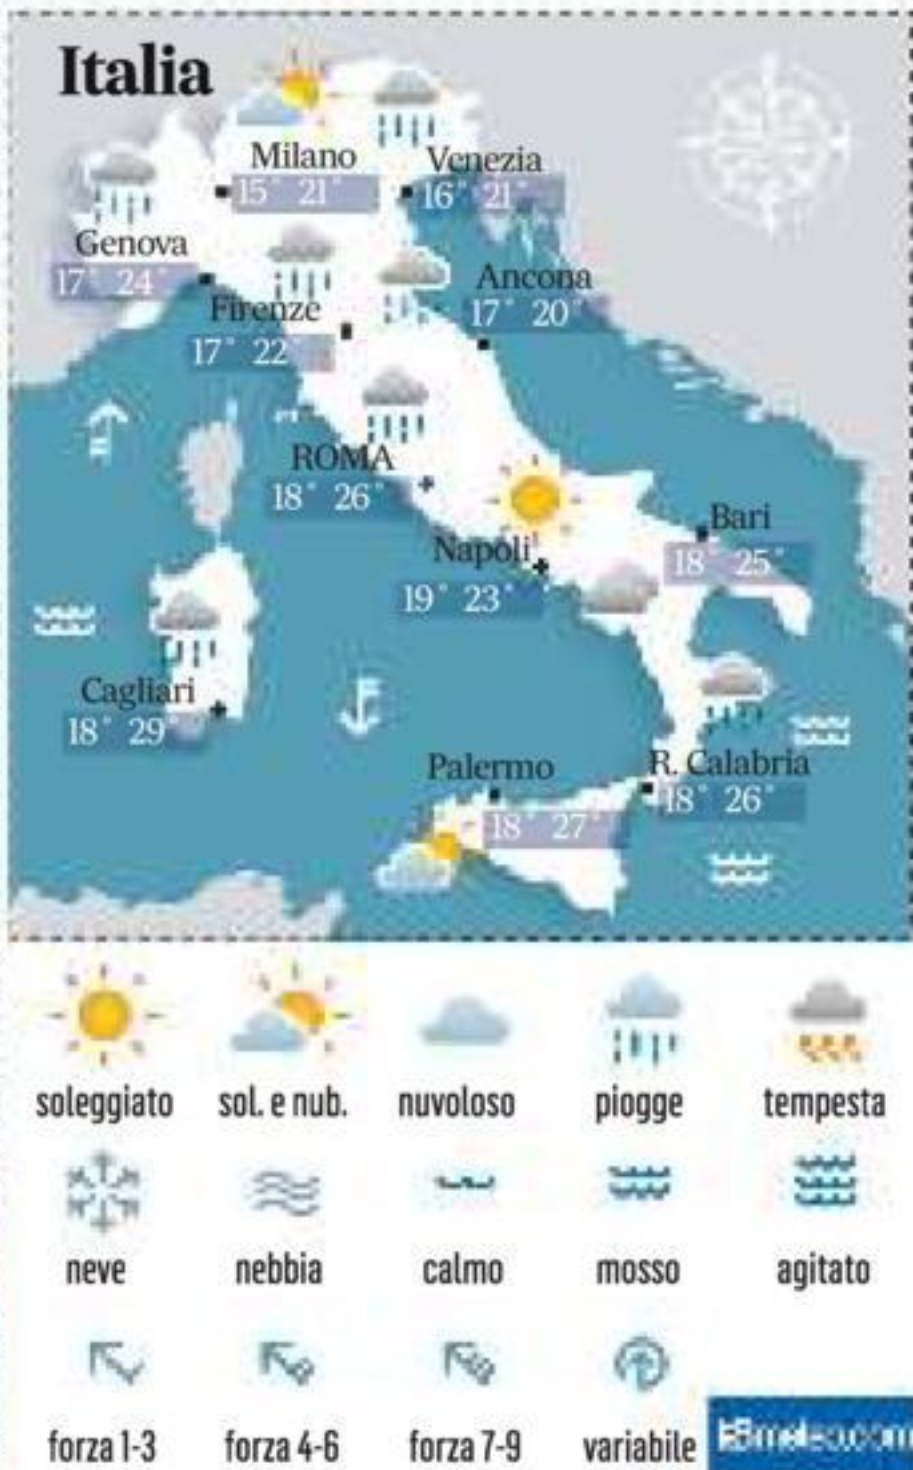 Italia
Milano
15° 21°
Venezia
16° 21°
Genova
17° 24°
Ancona
17° 20°
Firenze
17° 22°
ROMA
18° 26°
Bari
18° 25°
Napoli
19° 23°
Cagliari
18° 29°
Palermo
18° 27°
R. Calabria
18° 26°
soleggiato sol. e nub. nuvoloso piogge tempesta
neve nebbia calmo mosso agitato
forza 1-3 forza 4-6 forza 7-9 variabile